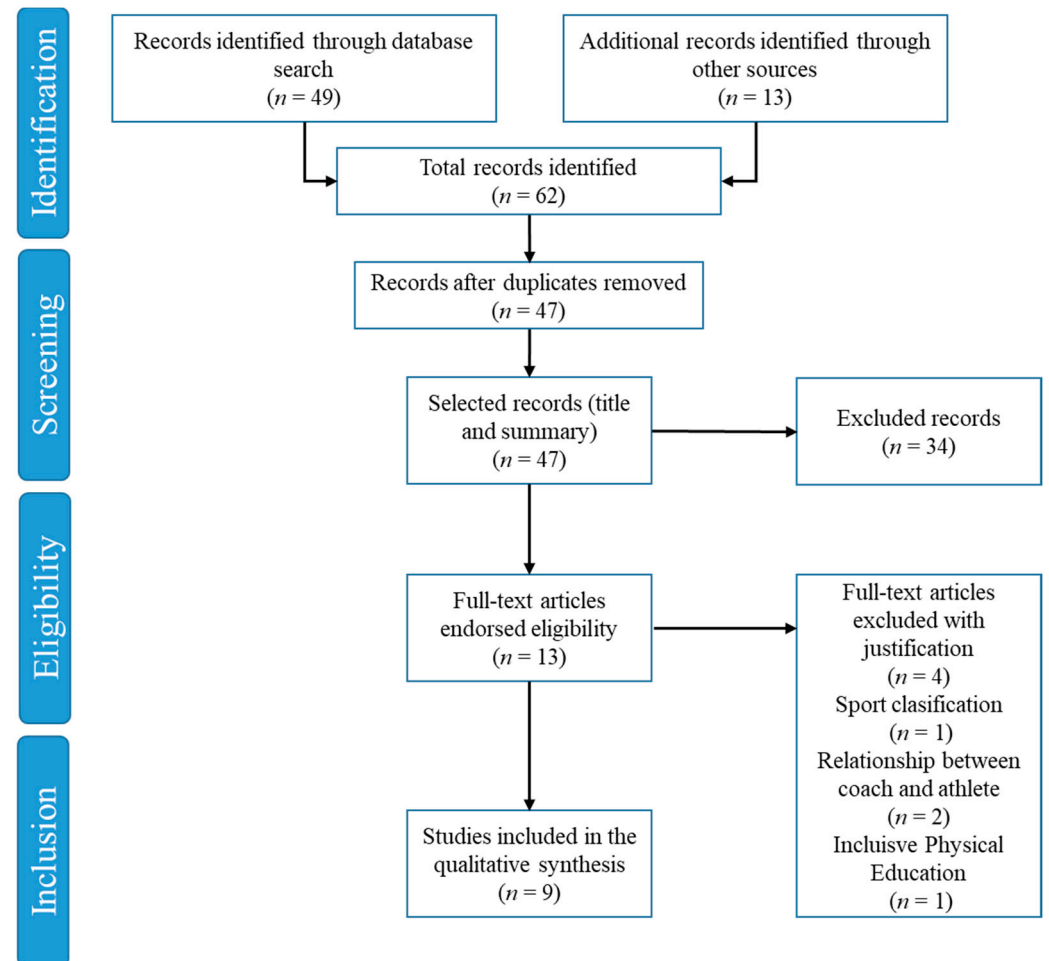 Identification
Records identified through database
search
(n = 49)
Additional records identified through
other sources
(n = 13)
Total records identified
(n = 62)
Screening
Records after duplicates removed
(n = 47)
Selected records (title
and summary)
(n = 47)
Excluded records
(n = 34)
Eligibility
Full-text articles
endorsed eligibility
(n = 13)
Full-text articles
excluded with
justification
(n = 4)
Sport clasification
(n = 1)
Relationship between
coach and athlete
(n = 2)
Incluisve Physical
Education
(n = 1)
Inclusion
Studies included in the
qualitative synthesis
(n = 9)